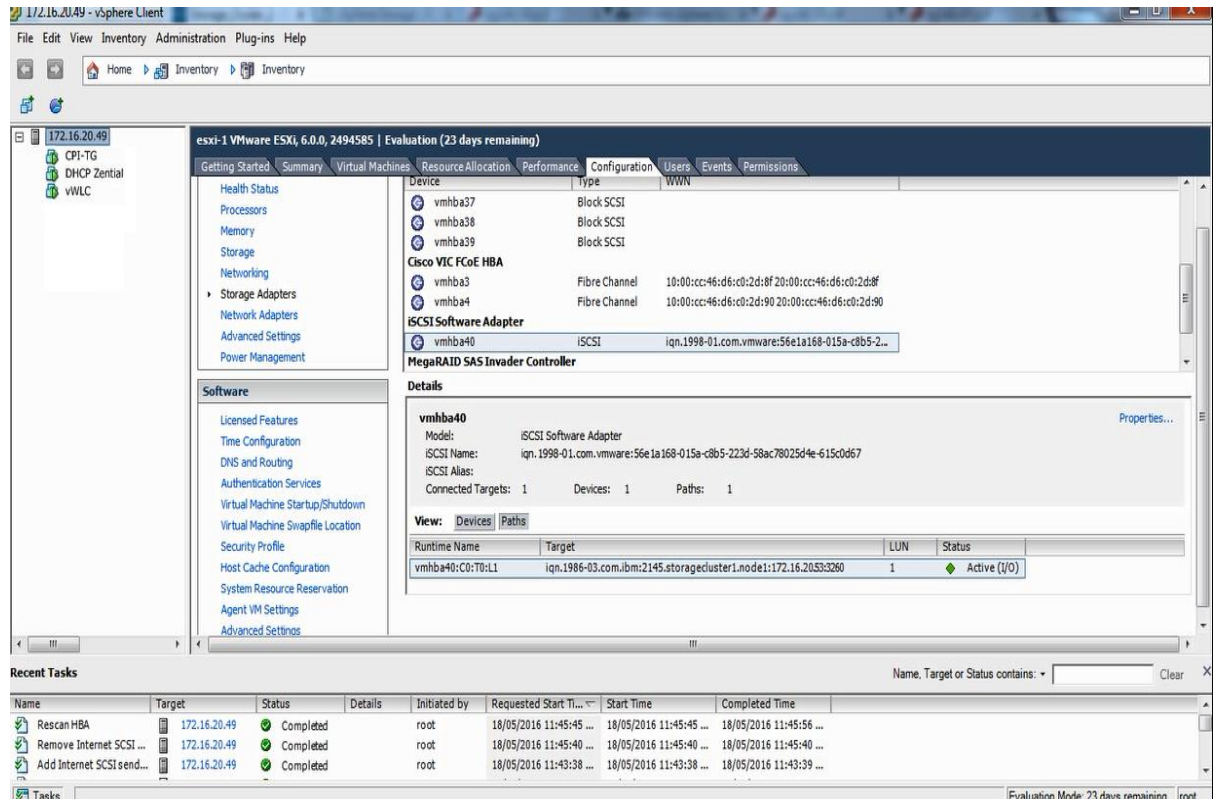 172.16.20.49 - vSphere Client
File Edit View Inventory Administration Plug-ins Help
Home Inventory Inventory
172.16.20.49
CPI-TG
DHCP Zential
vWLC
esxi-1 VMware ESXi, 6.0.0, 2494585 | Evaluation (23 days remaining)
Getting Started Summary Virtual Machines Resource Allocation Performance Configuration Users Events Permissions
Health Status
Processors
Memory
Storage
Networking
Storage Adapters
Network Adapters
Advanced Settings
Power Management
Software
Licensed Features
Time Configuration
DNS and Routing
Authentication Services
Virtual Machine Startup/Shutdown
Virtual Machine Swapfile Location
Security Profile
Host Cache Configuration
System Resource Reservation
Agent VM Settings
Advanced Settings
Device Type WWN
vmhba37 Block SCSI
vmhba38 Block SCSI
vmhba39 Block SCSI
Cisco VIC FCoE HBA
vmhba3 Fibre Channel 10:00:cc:46:d6:c0:2d:8f 20:00:cc:46:d6:c0:2d:8f
vmhba4 Fibre Channel 10:00:cc:46:d6:c0:2d:90 20:00:cc:46:d6:c0:2d:90
iSCSI Software Adapter
vmhba40 iSCSI iqn.1998-01.com.vmware:56e1a168-015a-c8b5-2...
MegaRAID SAS Invader Controller
Details
vmhba40 Properties...
Model: iSCSI Software Adapter
iSCSI Name: iqn.1998-01.com.vmware:56e1a168-015a-c8b5-223d-58ac78025d4e-615c0d67
iSCSI Alias:
Connected Targets: 1 Devices: 1 Paths: 1
View: Devices Paths
Runtime Name Target LUN Status
vmhba40:C0:T0:L1 iqn.1986-03.com.ibm:2145.storagecluster1.node1:172.16.20.53:3260 1 Active (I/O)
Recent Tasks Name, Target or Status contains: Clear
Name Target Status Details Initiated by Requested Start Ti... Start Time Completed Time
Rescan HBA 172.16.20.49 Completed root 18/05/2016 11:45:45 ... 18/05/2016 11:45:45 ... 18/05/2016 11:45:56 ...
Remove Internet SCSI ... 172.16.20.49 Completed root 18/05/2016 11:45:40 ... 18/05/2016 11:45:40 ... 18/05/2016 11:45:40 ...
Add Internet SCSI send... 172.16.20.49 Completed root 18/05/2016 11:43:38 ... 18/05/2016 11:43:38 ... 18/05/2016 11:43:39 ...
Tasks Evaluation Mode: 23 days remaining root